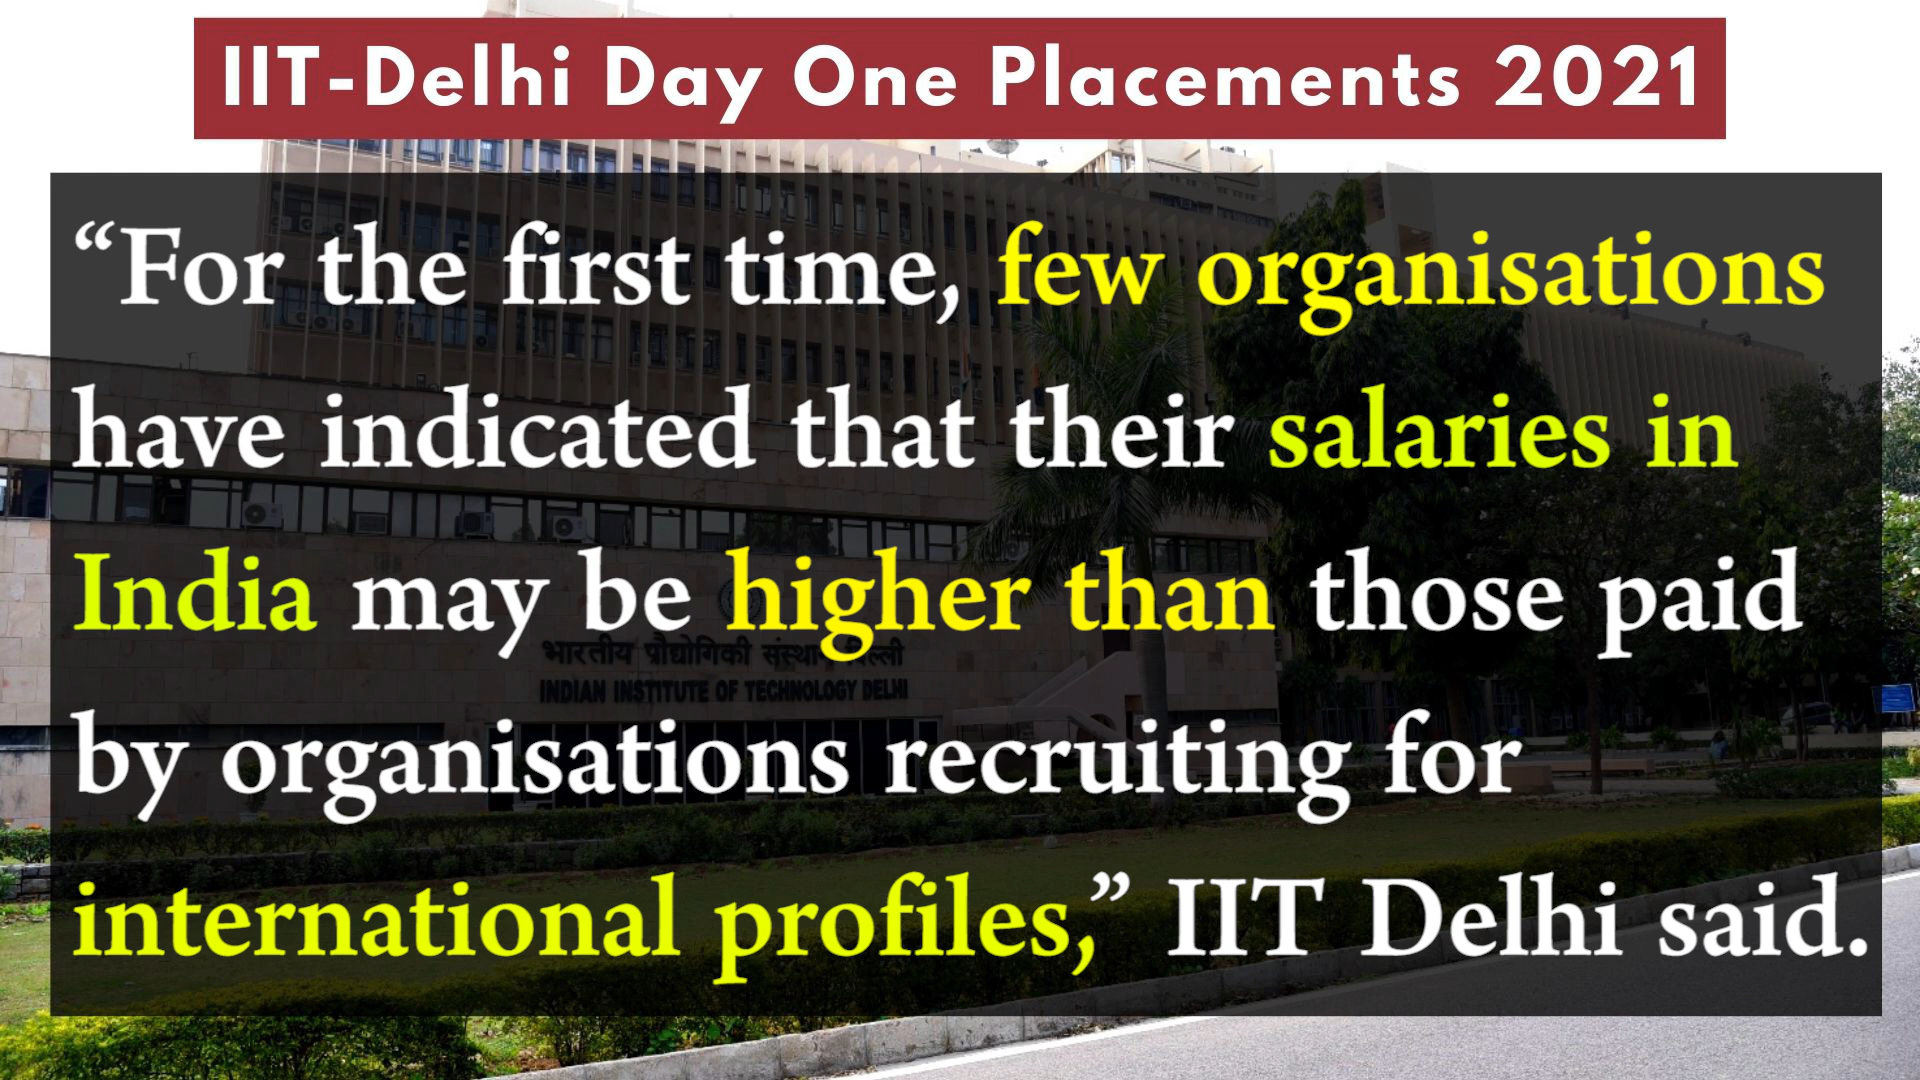 IIT-Delhi Day One Placements 2021
“For the first time, few organisations
have indicated that their salaries in
India may be higher than those paid
by organisations recruiting for
international profiles,” IIT Delhi said.
भारतीय प्रौद्योगिकी संस्थान दिल्ली
INDIAN INSTITUTE OF TECHNOLOGY DELHI